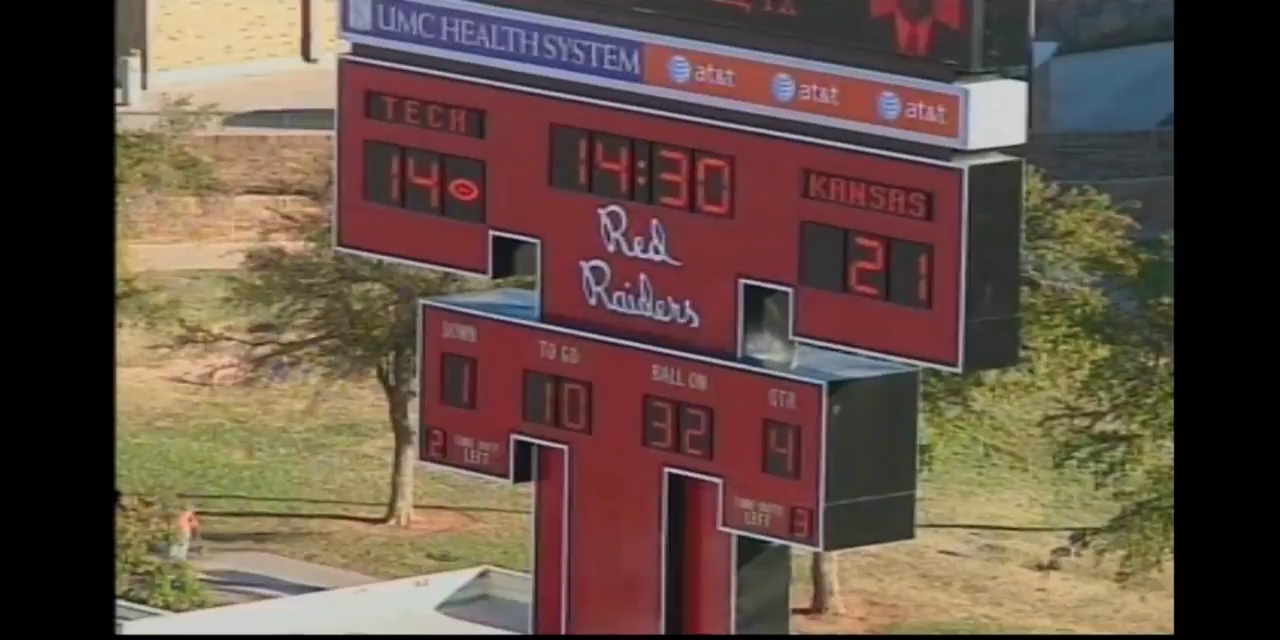 UMC HEALTH SYSTEM at&t at&t at&t
TECH
14
14:30
KANSAS
21
Red
Raiders
DOWN
1
TO GO
10
BALL ON
32
QTR
4
2
TIME OUTS
LEFT
TIME OUTS
LEFT
3